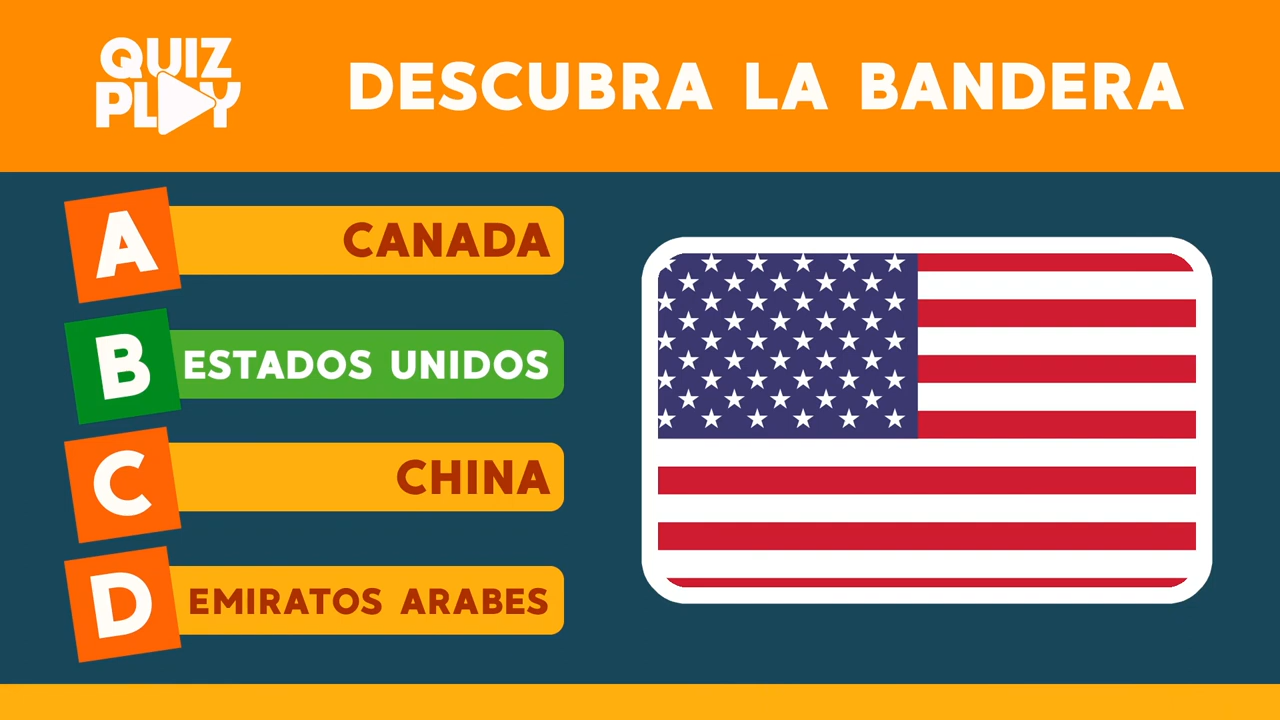 QUIZ
PLAY
DESCUBRA LA BANDERA
A
CANADA
B
ESTADOS UNIDOS
C
CHINA
D
EMIRATOS ARABES